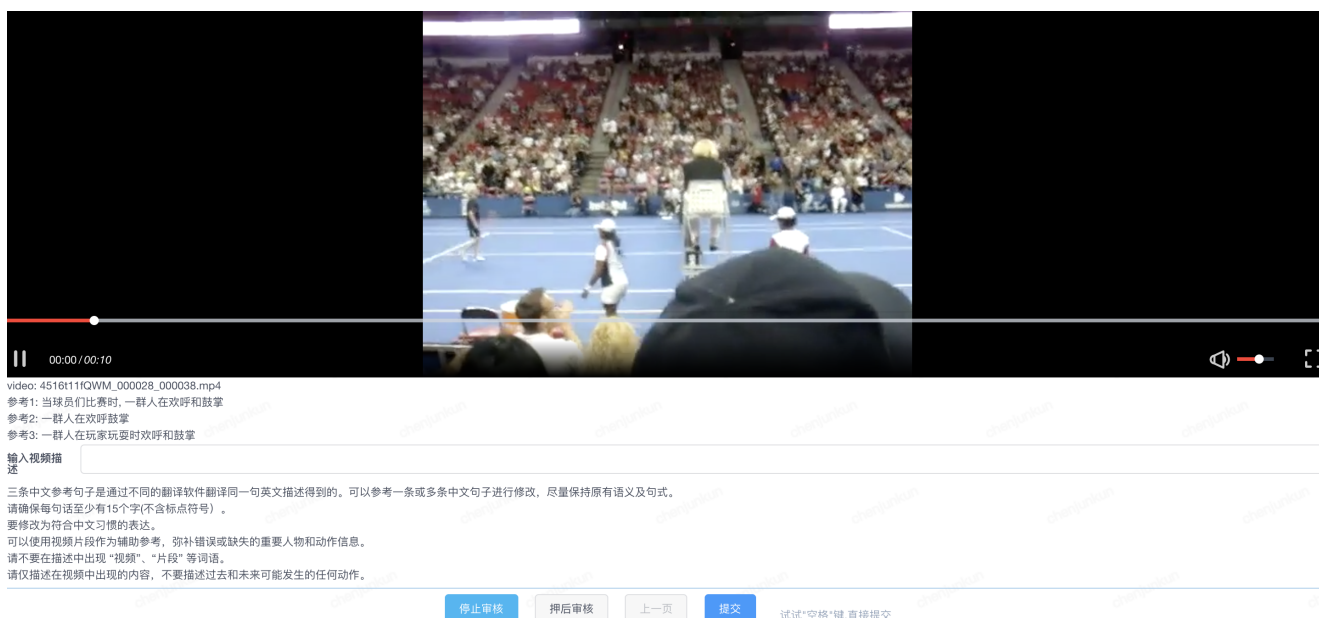 00:00 / 00:10
video: 4516t11fQWM_000028_000038.mp4
参考1: 当球员们比赛时, 一群人在欢呼和鼓掌
参考2: 一群人在欢呼鼓掌
参考3: 一群人在玩家玩耍时欢呼和鼓掌
输入视频描述
三条中文参考句子是通过不同的翻译软件翻译同一句英文描述得到的。可以参考一条或多条中文句子进行修改，尽量保持原有语义及句式。
请确保每句话至少有15个字(不含标点符号）。
要修改为符合中文习惯的表达。
可以使用视频片段作为辅助参考，弥补错误或缺失的重要人物和动作信息。
请不要在描述中出现 “视频”、“片段” 等词语。
请仅描述在视频中出现的内容，不要描述过去和未来可能发生的任何动作。
停止审核 押后审核 上一页 提交 试试"空格"键 直接提交